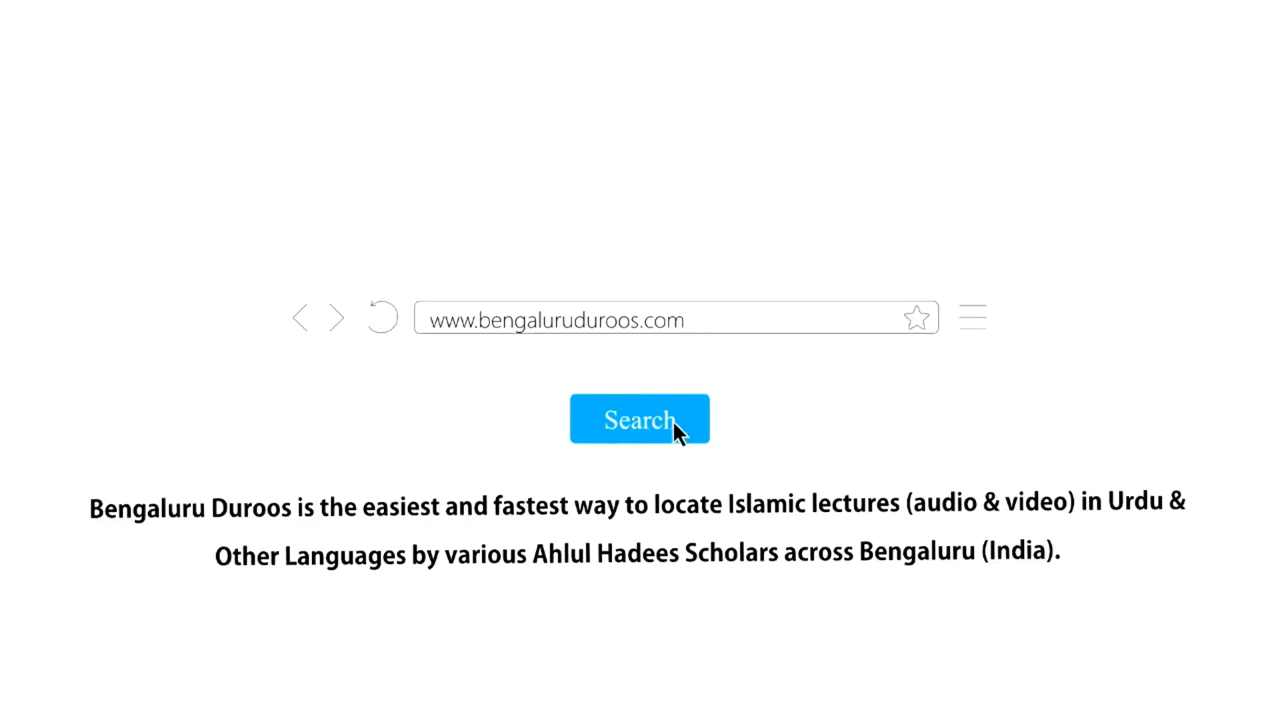 www.bengaluruduroos.com
Search
Bengaluru Duroos is the easiest and fastest way to locate Islamic lectures (audio & video) in Urdu &
Other Languages by various Ahlul Hadees Scholars across Bengaluru (India).